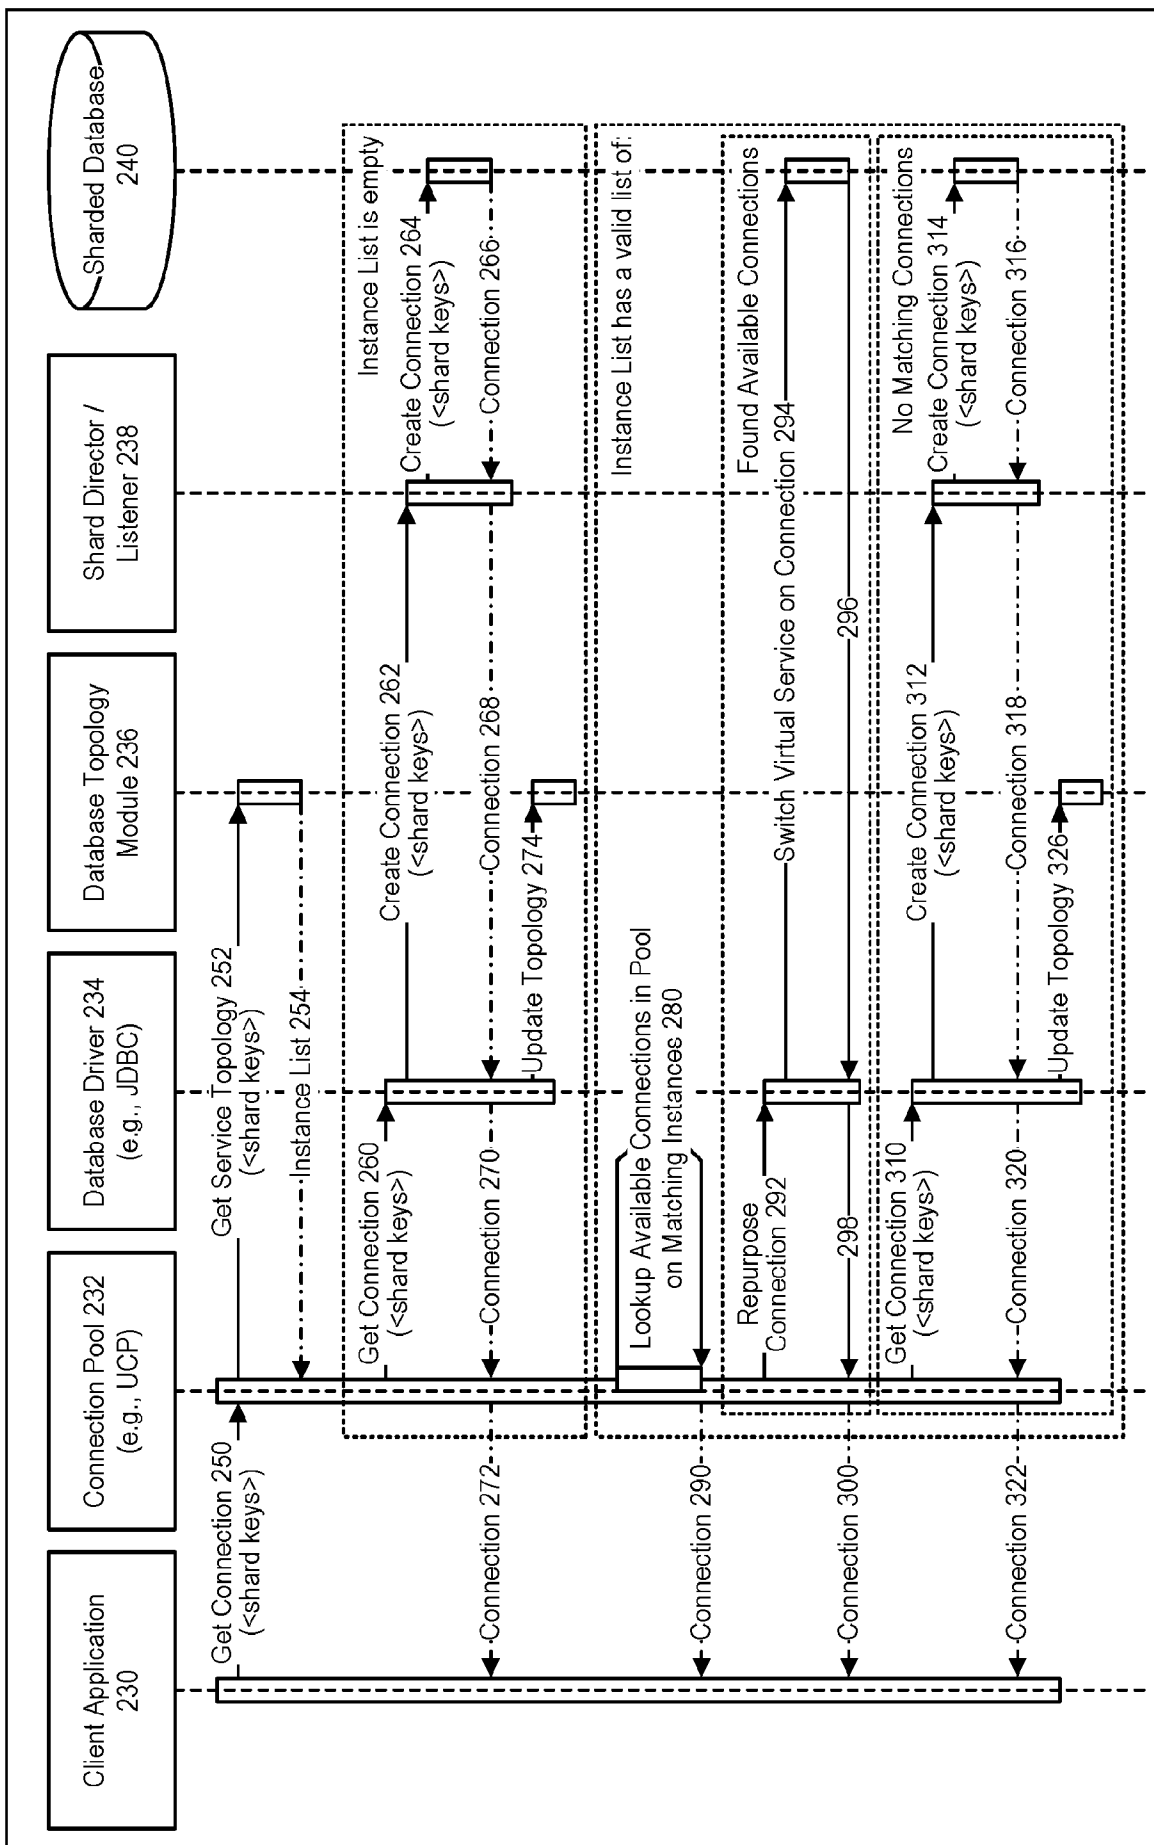 Client Application
230
Connection Pool 232
(e.g., UCP)
Database Driver 234
(e.g., JDBC)
Database Topology
Module 236
Shard Director /
Listener 238
Sharded Database
240
Get Connection 250
(<shard keys>)
Get Service Topology 252
(<shard keys>)
Instance List 254
Instance List is empty
Get Connection 260
(<shard keys>)
Create Connection 262
(<shard keys>)
Create Connection 264
(<shard keys>)
Connection 272
Connection 270
Connection 268
Connection 266
Update Topology 274
Instance List has a valid list of:
Lookup Available Connections in Pool
on Matching Instances 280
Connection 290
Found Available Connections
Repurpose
Connection 292
Switch Virtual Service on Connection 294
Connection 300
298
296
No Matching Connections
Get Connection 310
(<shard keys>)
Create Connection 312
(<shard keys>)
Create Connection 314
(<shard keys>)
Connection 322
Connection 320
Connection 318
Connection 316
Update Topology 326